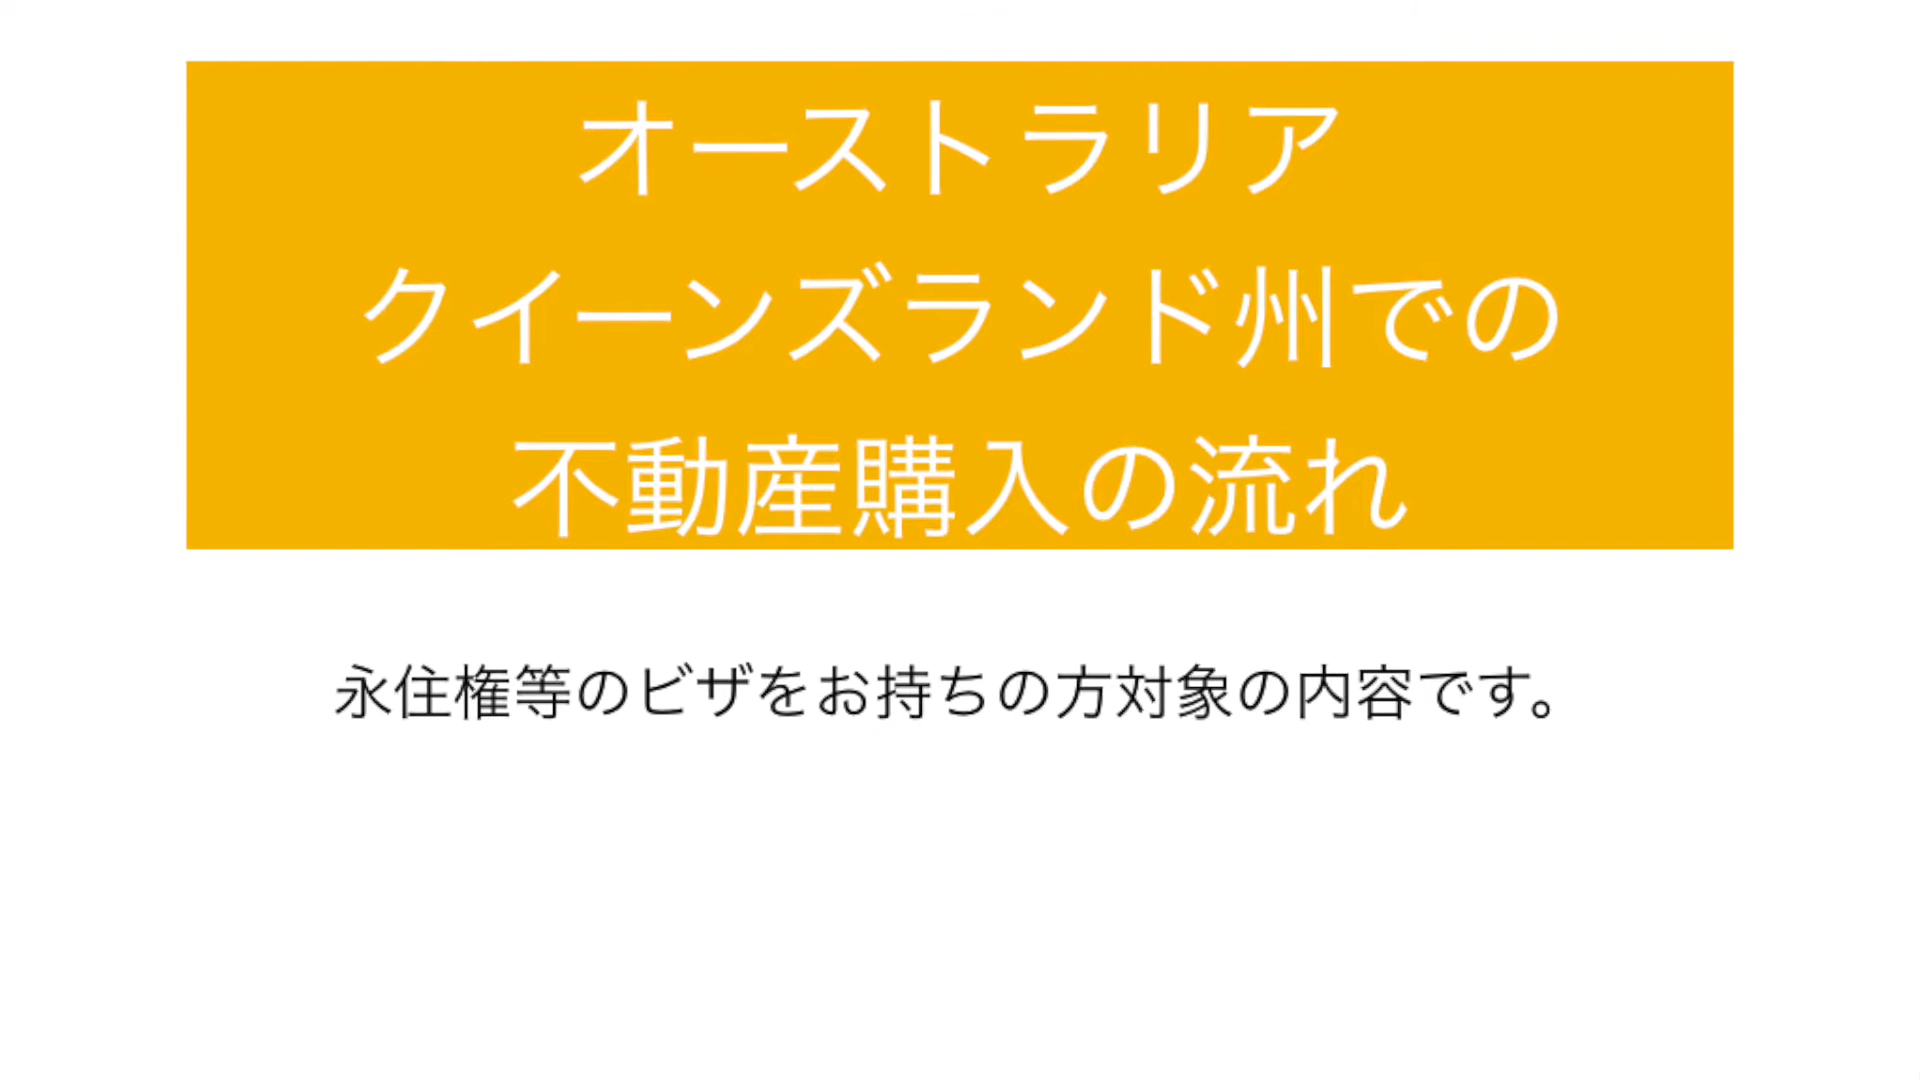 オーストラリア
クイーンズランド州での
不動産購入の流れ
永住権等のビザをお持ちの方対象の内容です。